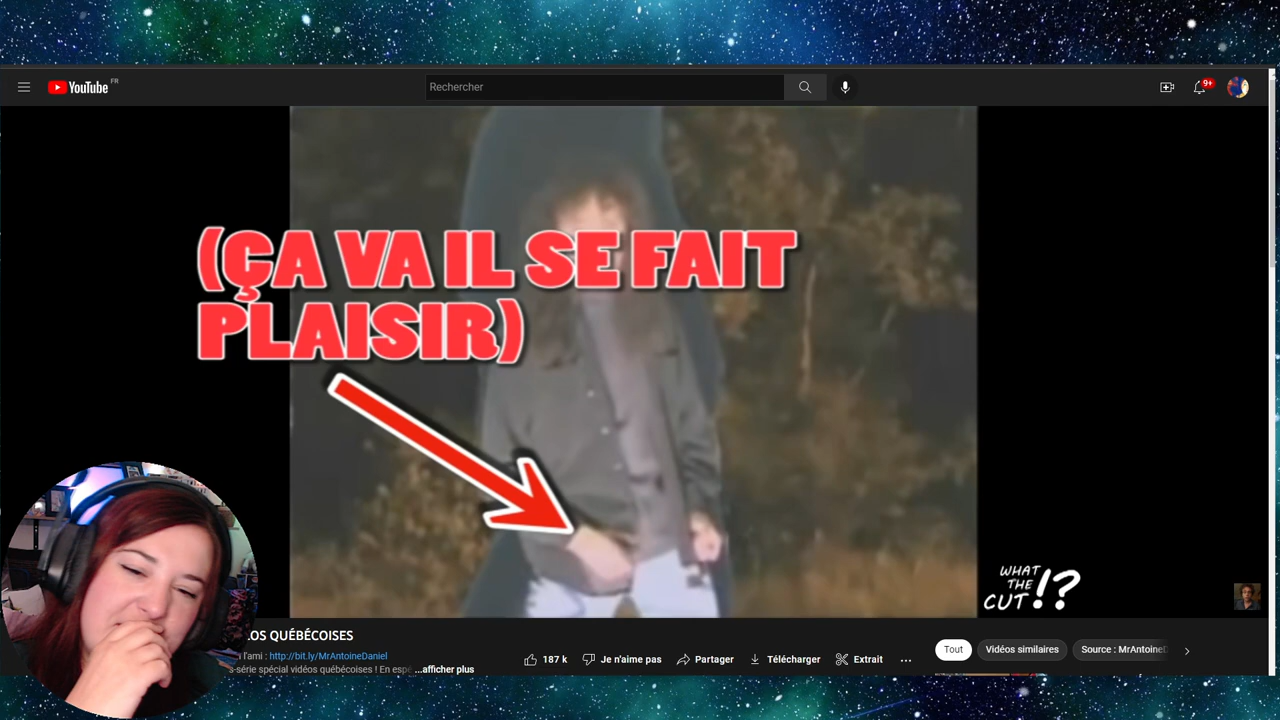 YouTube FR
Rechercher
9+
(ÇA VA IL SE FAIT
PLAISIR)
WHAT
THE
CUT !?
OS QUÉBÉCOISES
l'ami : http://bit.ly/MrAntoineDaniel
s-série spécial vidéos québécoises ! En esp ...afficher plus
187 k
Je n'aime pas
Partager
Télécharger
Extrait
Tout
Vidéos similaires
Source : MrAntoineD